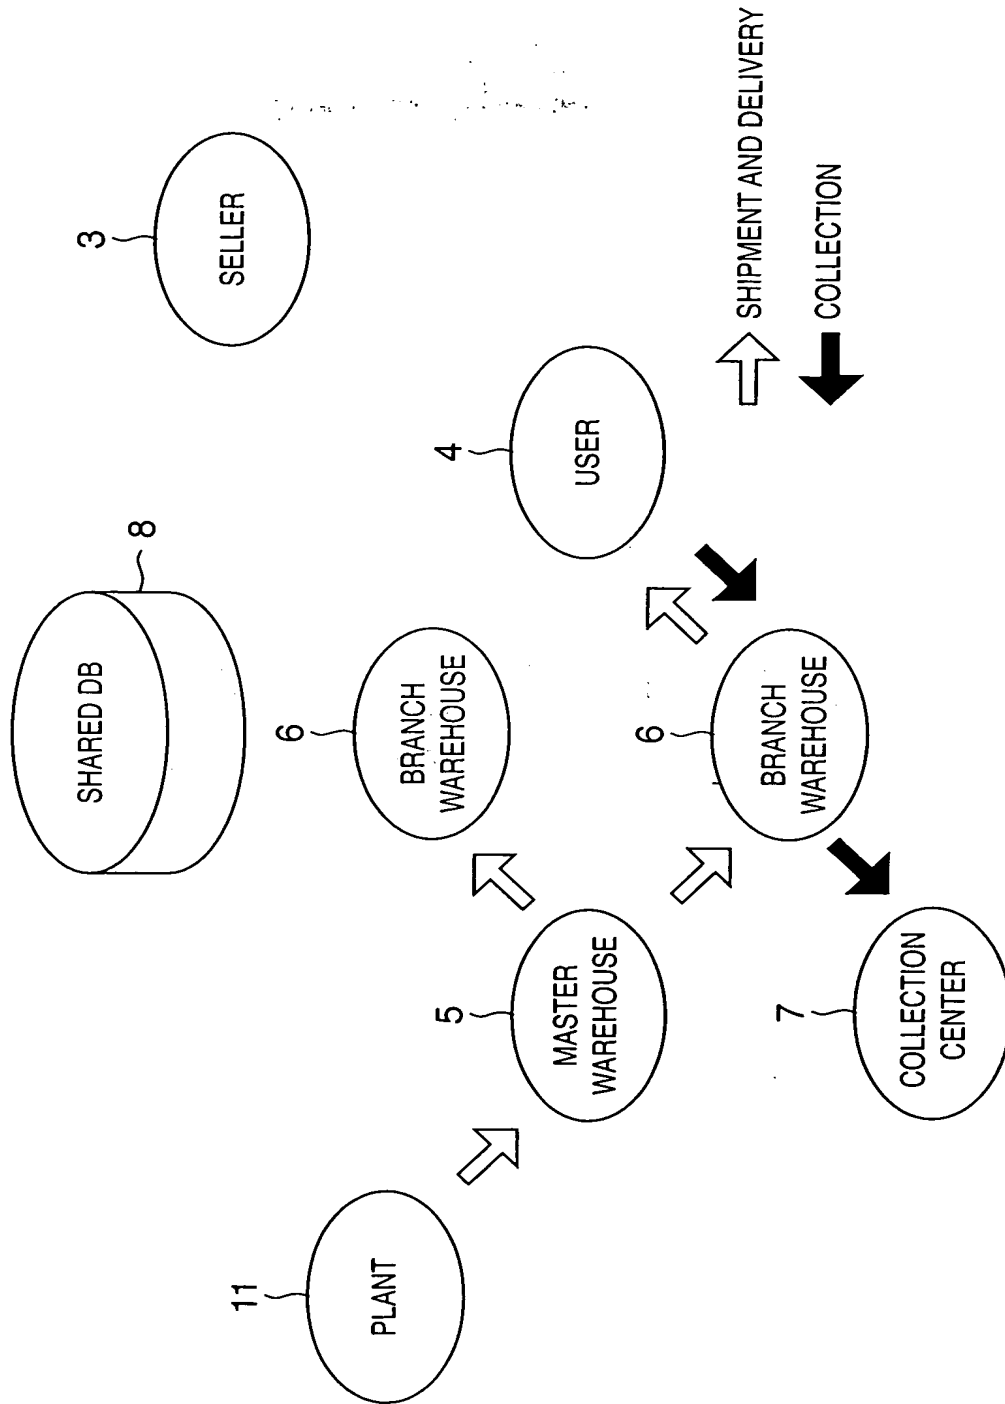 SHARED DB
8
3
SELLER
6
BRANCH
WAREHOUSE
11
PLANT
5
MASTER
WAREHOUSE
4
USER
6
BRANCH
WAREHOUSE
7
COLLECTION
CENTER
SHIPMENT AND DELIVERY
COLLECTION